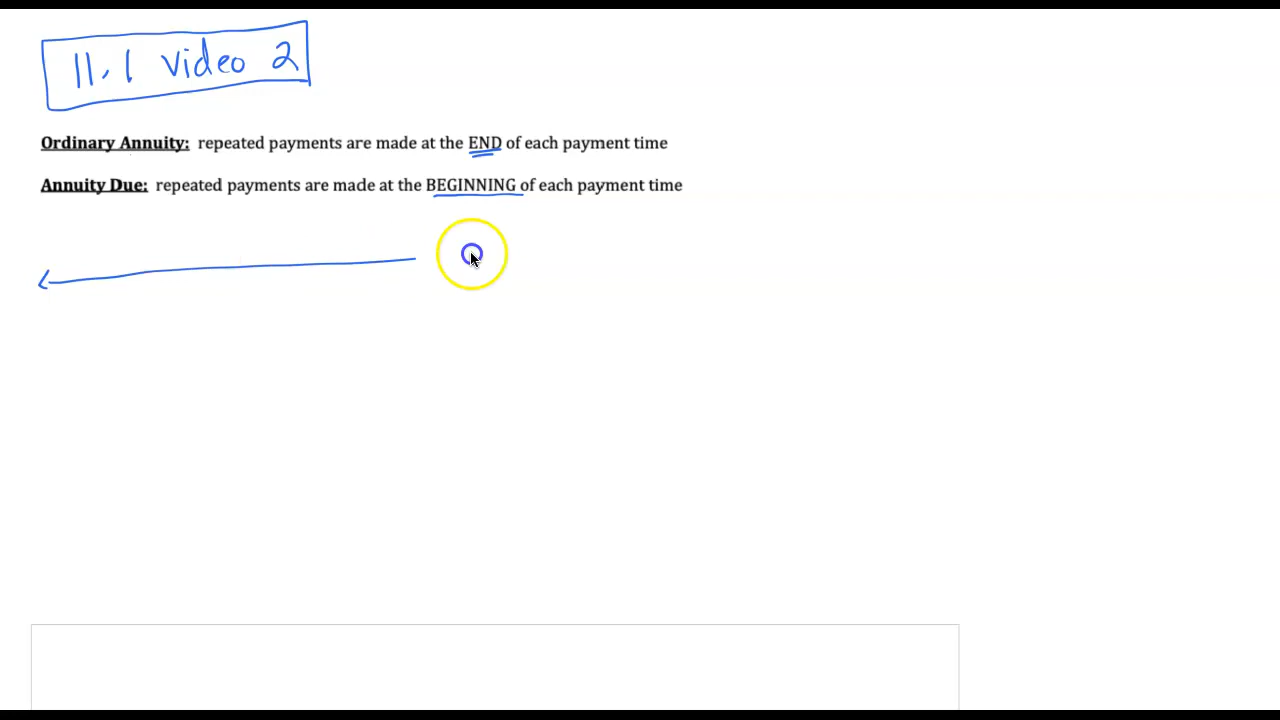 11.1 Video 2
Ordinary Annuity: repeated payments are made at the END of each payment time
Annuity Due: repeated payments are made at the BEGINNING of each payment time